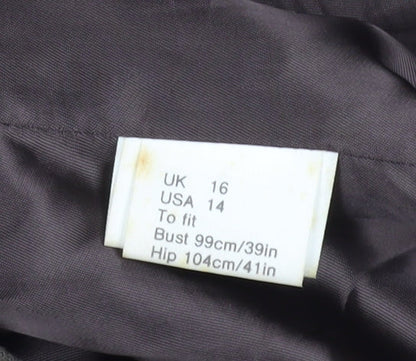 UK 16
USA 14
To fit
Bust 99cm/39in
Hip 104cm/41in